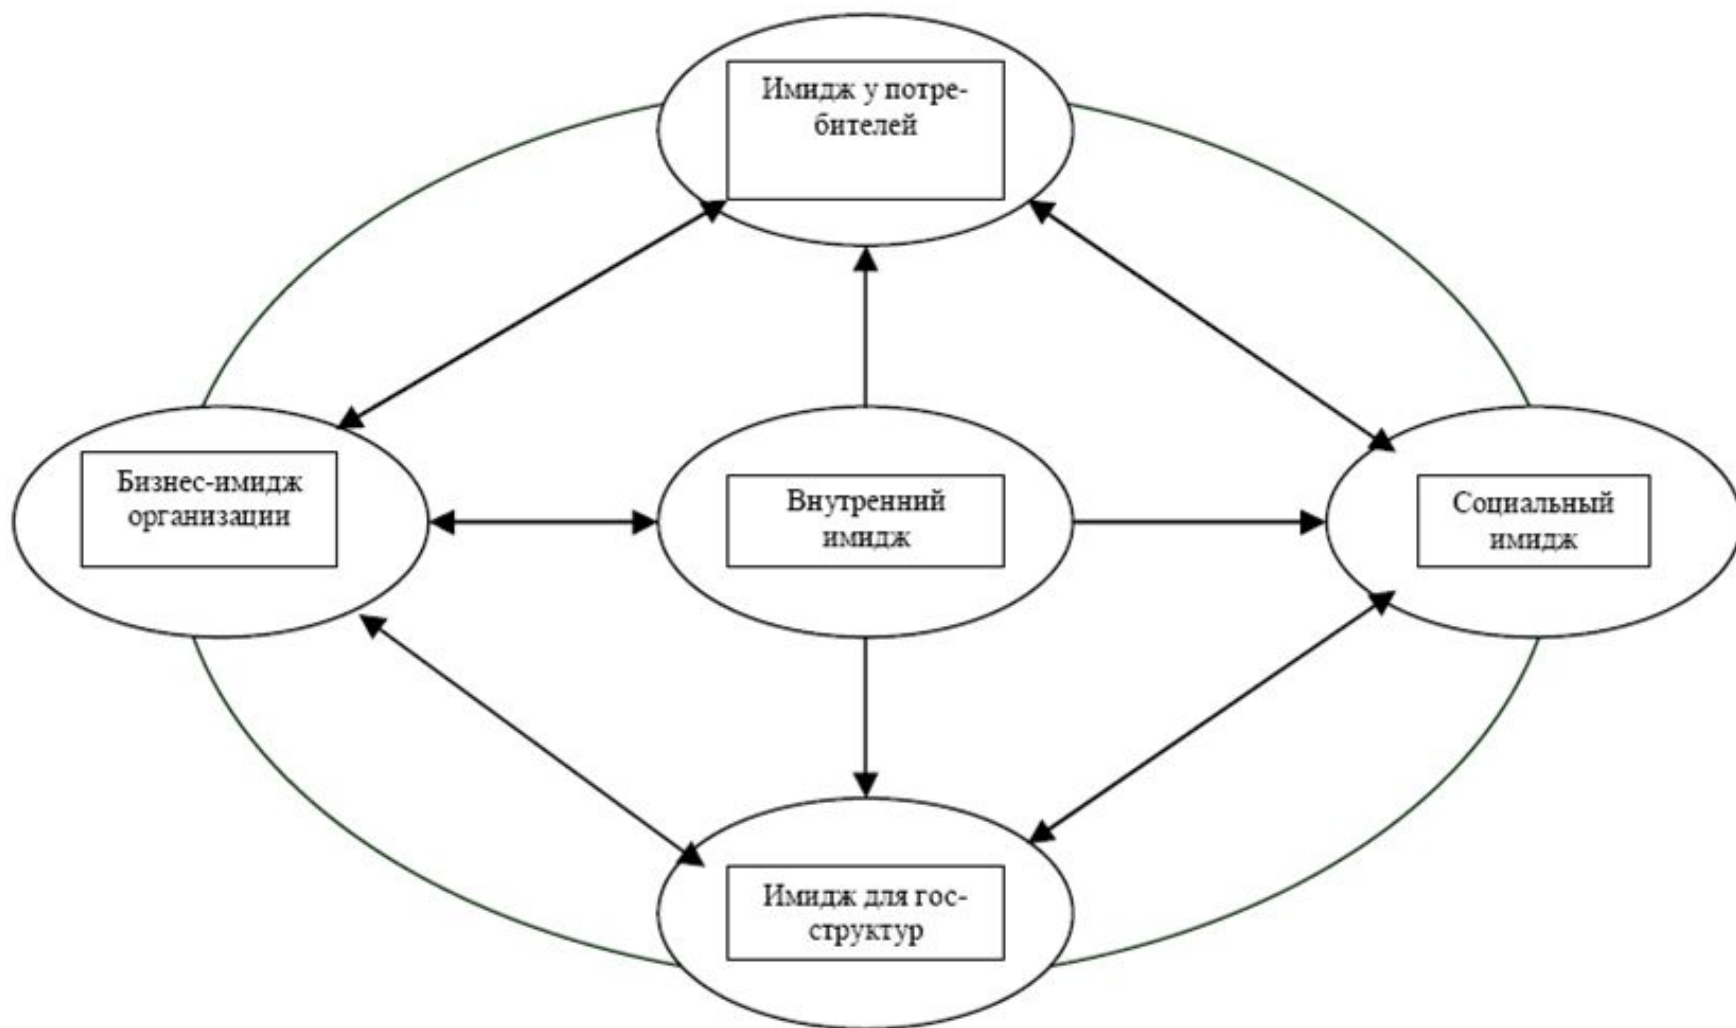 Имидж у потре-
бителей
Бизнес-имидж
организации
Внутренний
имидж
Социальный
имидж
Имидж для гос-
структур